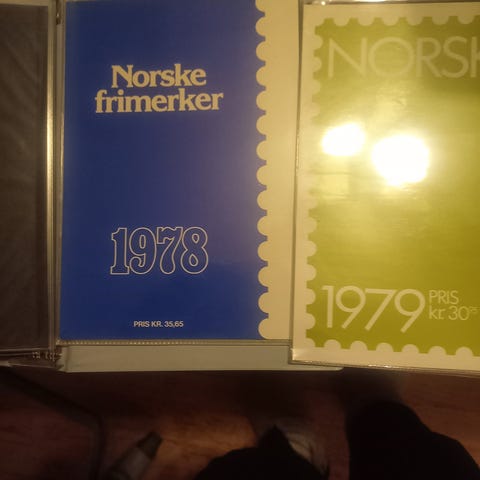 Norske
frimerker
1978
PRIS KR. 35,65
NORSK
1979
PRIS
kr 30